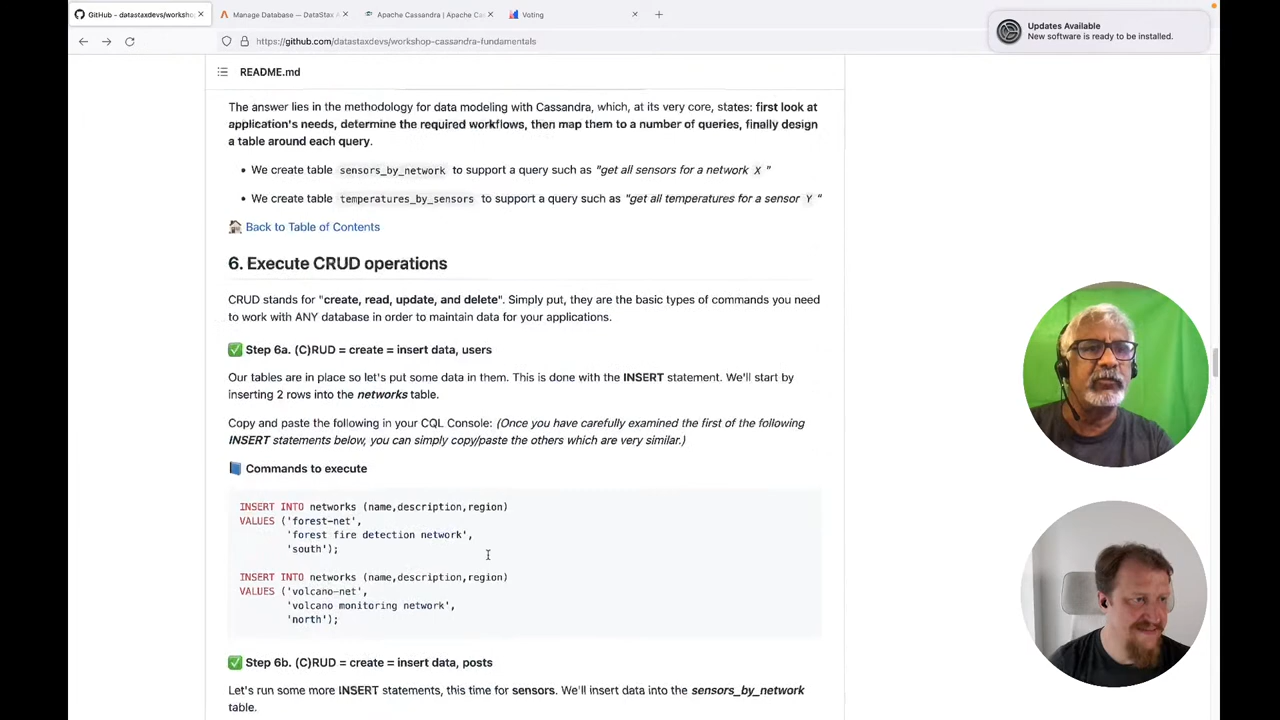 GitHub - datastaxdevs/worksho
Manage Database — DataStax A
Apache Cassandra | Apache Ca
Voting
https://github.com/datastaxdevs/workshop-cassandra-fundamentals
Updates Available
New software is ready to be installed.
README.md
The answer lies in the methodology for data modeling with Cassandra, which, at its very core, states: first look at
application's needs, determine the required workflows, then map them to a number of queries, finally design
a table around each query.
• We create table sensors_by_network to support a query such as "get all sensors for a network X "
• We create table temperatures_by_sensors to support a query such as "get all temperatures for a sensor Y "
Back to Table of Contents
6. Execute CRUD operations
CRUD stands for "create, read, update, and delete". Simply put, they are the basic types of commands you need
to work with ANY database in order to maintain data for your applications.
Step 6a. (C)RUD = create = insert data, users
Our tables are in place so let's put some data in them. This is done with the INSERT statement. We'll start by
inserting 2 rows into the networks table.
Copy and paste the following in your CQL Console: (Once you have carefully examined the first of the following
INSERT statements below, you can simply copy/paste the others which are very similar.)
Commands to execute
INSERT INTO networks (name,description,region)
VALUES ('forest-net',
'forest fire detection network',
'south');
INSERT INTO networks (name,description,region)
VALUES ('volcano-net',
'volcano monitoring network',
'north');
Step 6b. (C)RUD = create = insert data, posts
Let's run some more INSERT statements, this time for sensors. We'll insert data into the sensors_by_network
table.